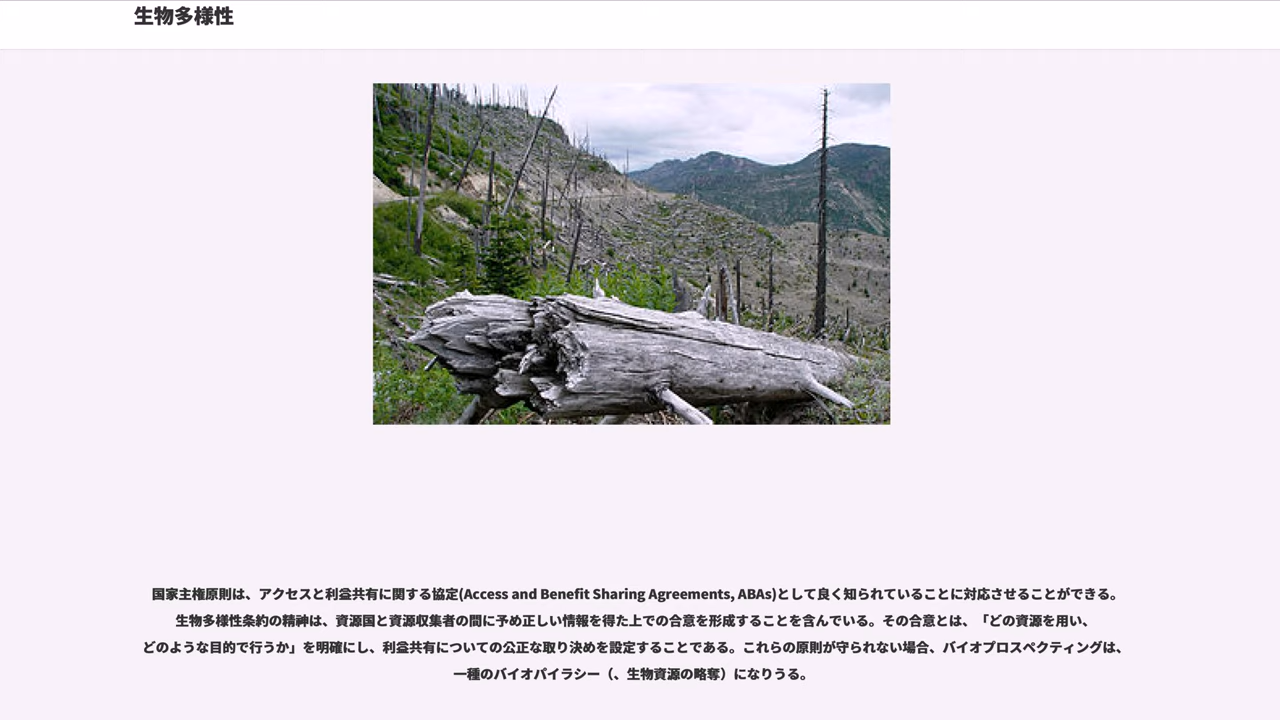 生物多様性
国家主権原則は、アクセスと利益共有に関する協定(Access and Benefit Sharing Agreements, ABAs)として良く知られていることに対応させることができる。
生物多様性条約の精神は、資源国と資源収集者の間に予め正しい情報を得た上での合意を形成することを含んでいる。その合意とは、「どの資源を用い、
どのような目的で行うか」を明確にし、利益共有についての公正な取り決めを設定することである。これらの原則が守られない場合、バイオプロスペクティングは、
一種のバイオパイラシー（、生物資源の略奪）になりうる。